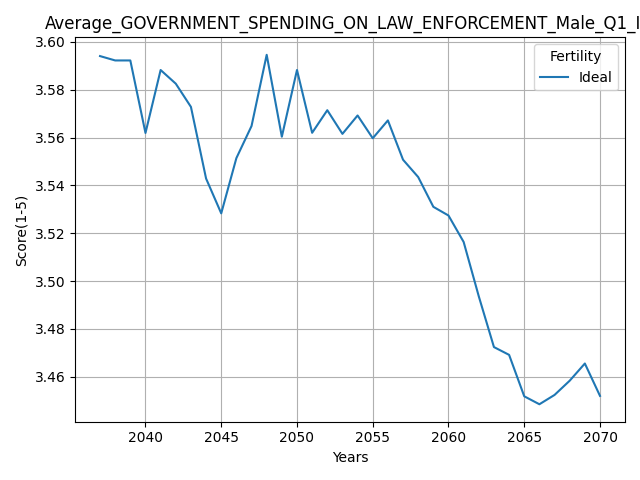 Average_GOVERNMENT_SPENDING_ON_LAW_ENFORCEMENT_Male_Q1_
3.60
3.58
3.56
3.54
3.52
3.50
3.48
3.46
Score(1-5)
Fertility
Ideal
2040 2045 2050 2055 2060 2065 2070
Years